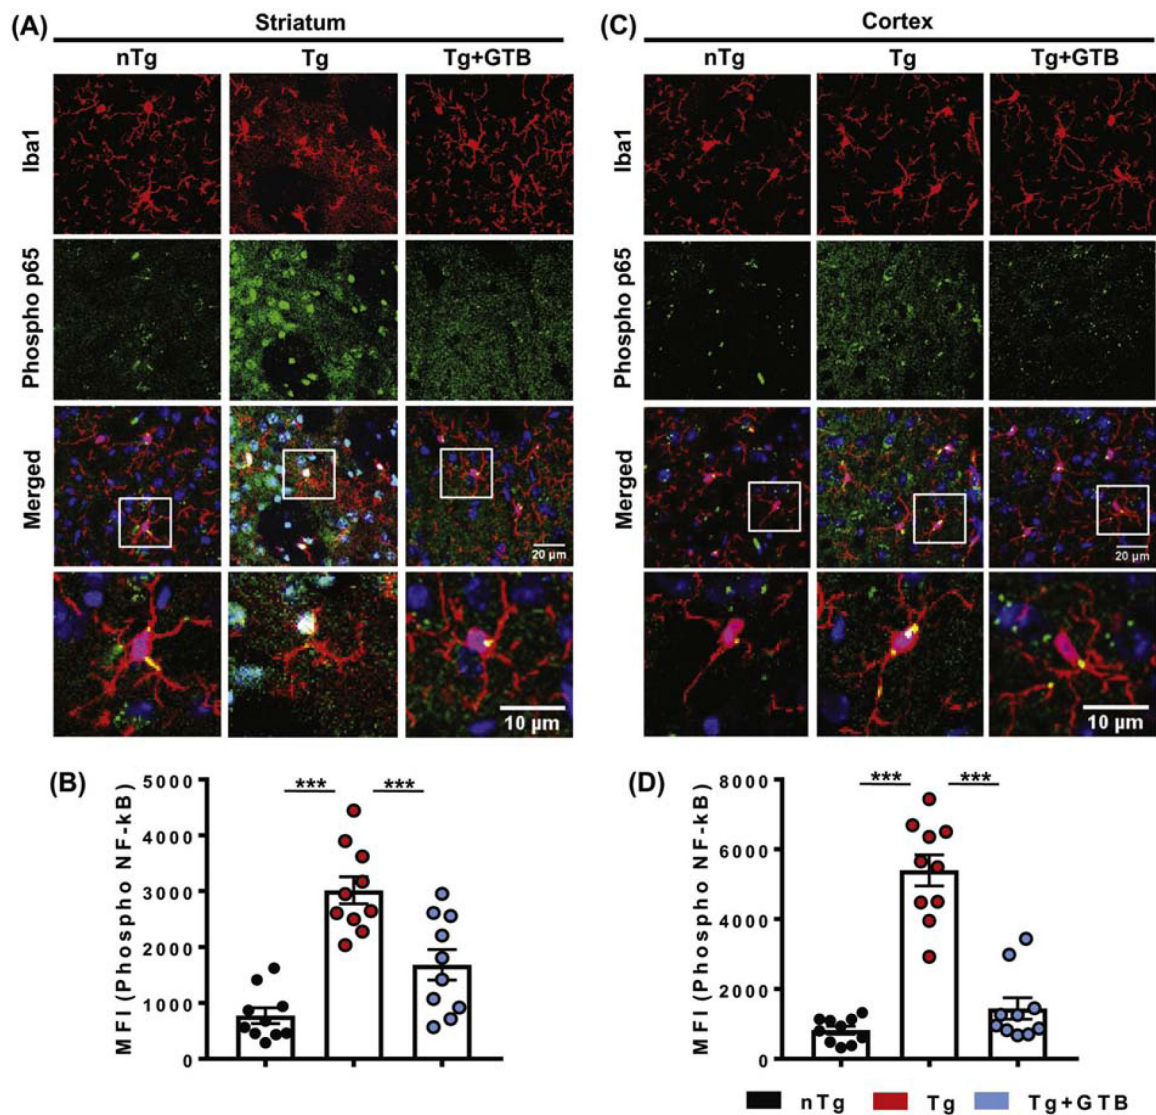 (A) Striatum
nTg Tg Tg+GTB
Iba1
Phospho p65
Merged
20 µm
10 µm
(C) Cortex
nTg Tg Tg+GTB
Iba1
Phospho p65
Merged
20 µm
10 µm
(B)
MFI (Phospho NF-kB)
5000
4000
3000
2000
1000
0
*** ***
(D)
MFI (Phospho NF-kB)
8000
6000
4000
2000
0
*** ***
nTg Tg Tg+GTB